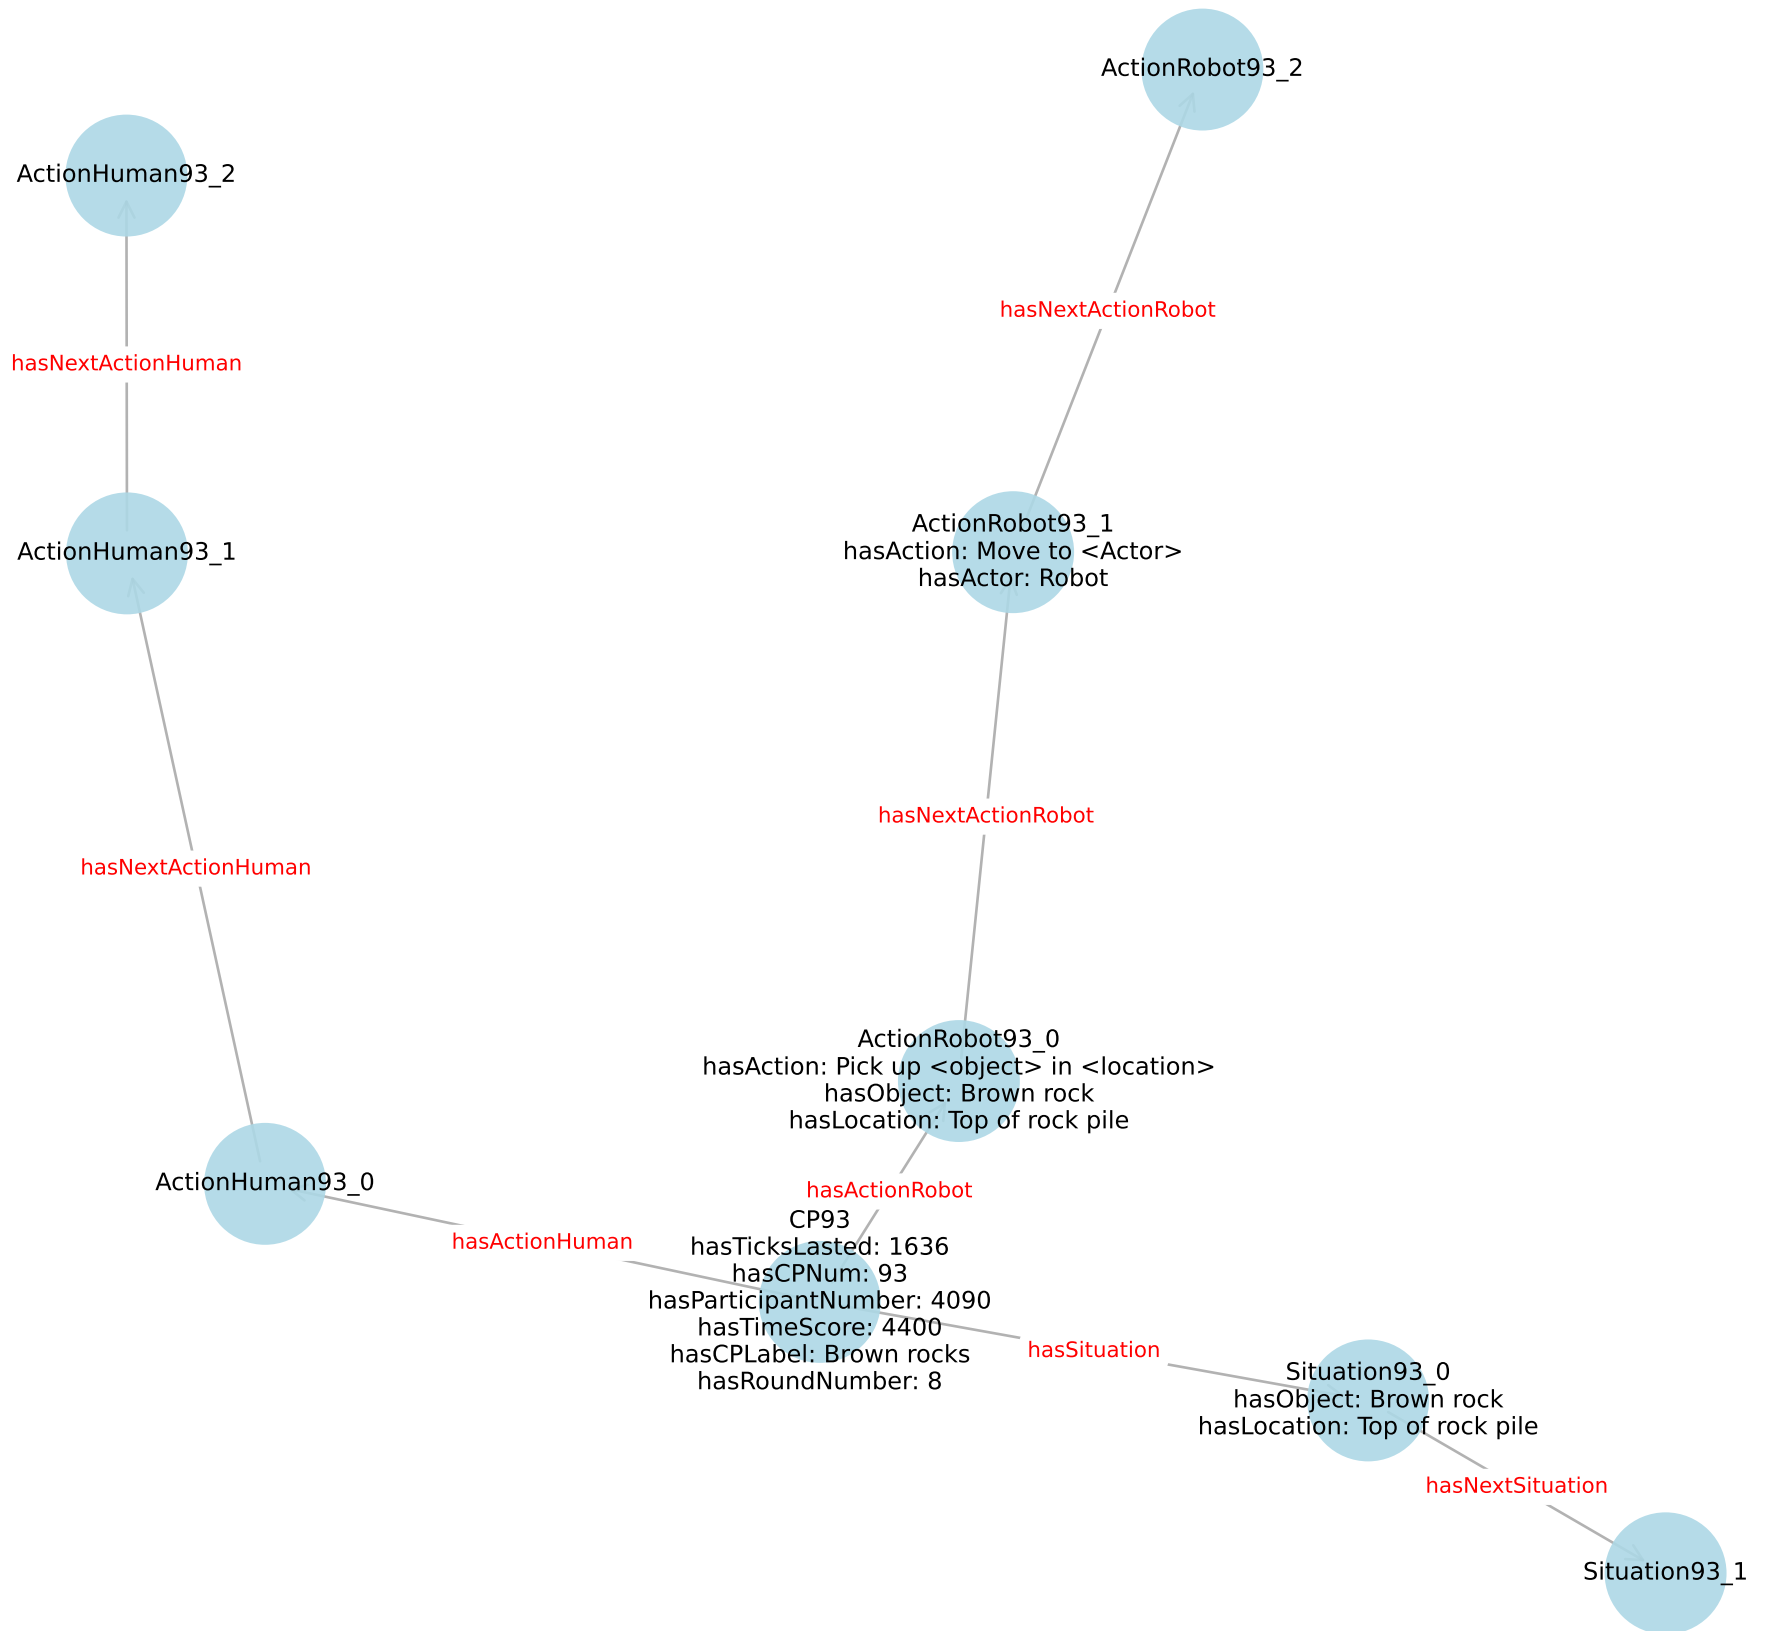 ActionRobot93_2
ActionHuman93_2
hasNextActionRobot
hasNextActionHuman
ActionRobot93_1
hasAction: Move to <Actor>
hasActor: Robot
ActionHuman93_1
hasNextActionRobot
hasNextActionHuman
ActionRobot93_0
hasAction: Pick up <object> in <location>
hasObject: Brown rock
hasLocation: Top of rock pile
ActionHuman93_0
hasActionRobot
hasActionHuman
CP93
hasTicksLasted: 1636
hasCPNum: 93
hasParticipantNumber: 4090
hasTimeScore: 4400
hasCPLabel: Brown rocks
hasRoundNumber: 8
hasSituation
Situation93_0
hasObject: Brown rock
hasLocation: Top of rock pile
hasNextSituation
Situation93_1